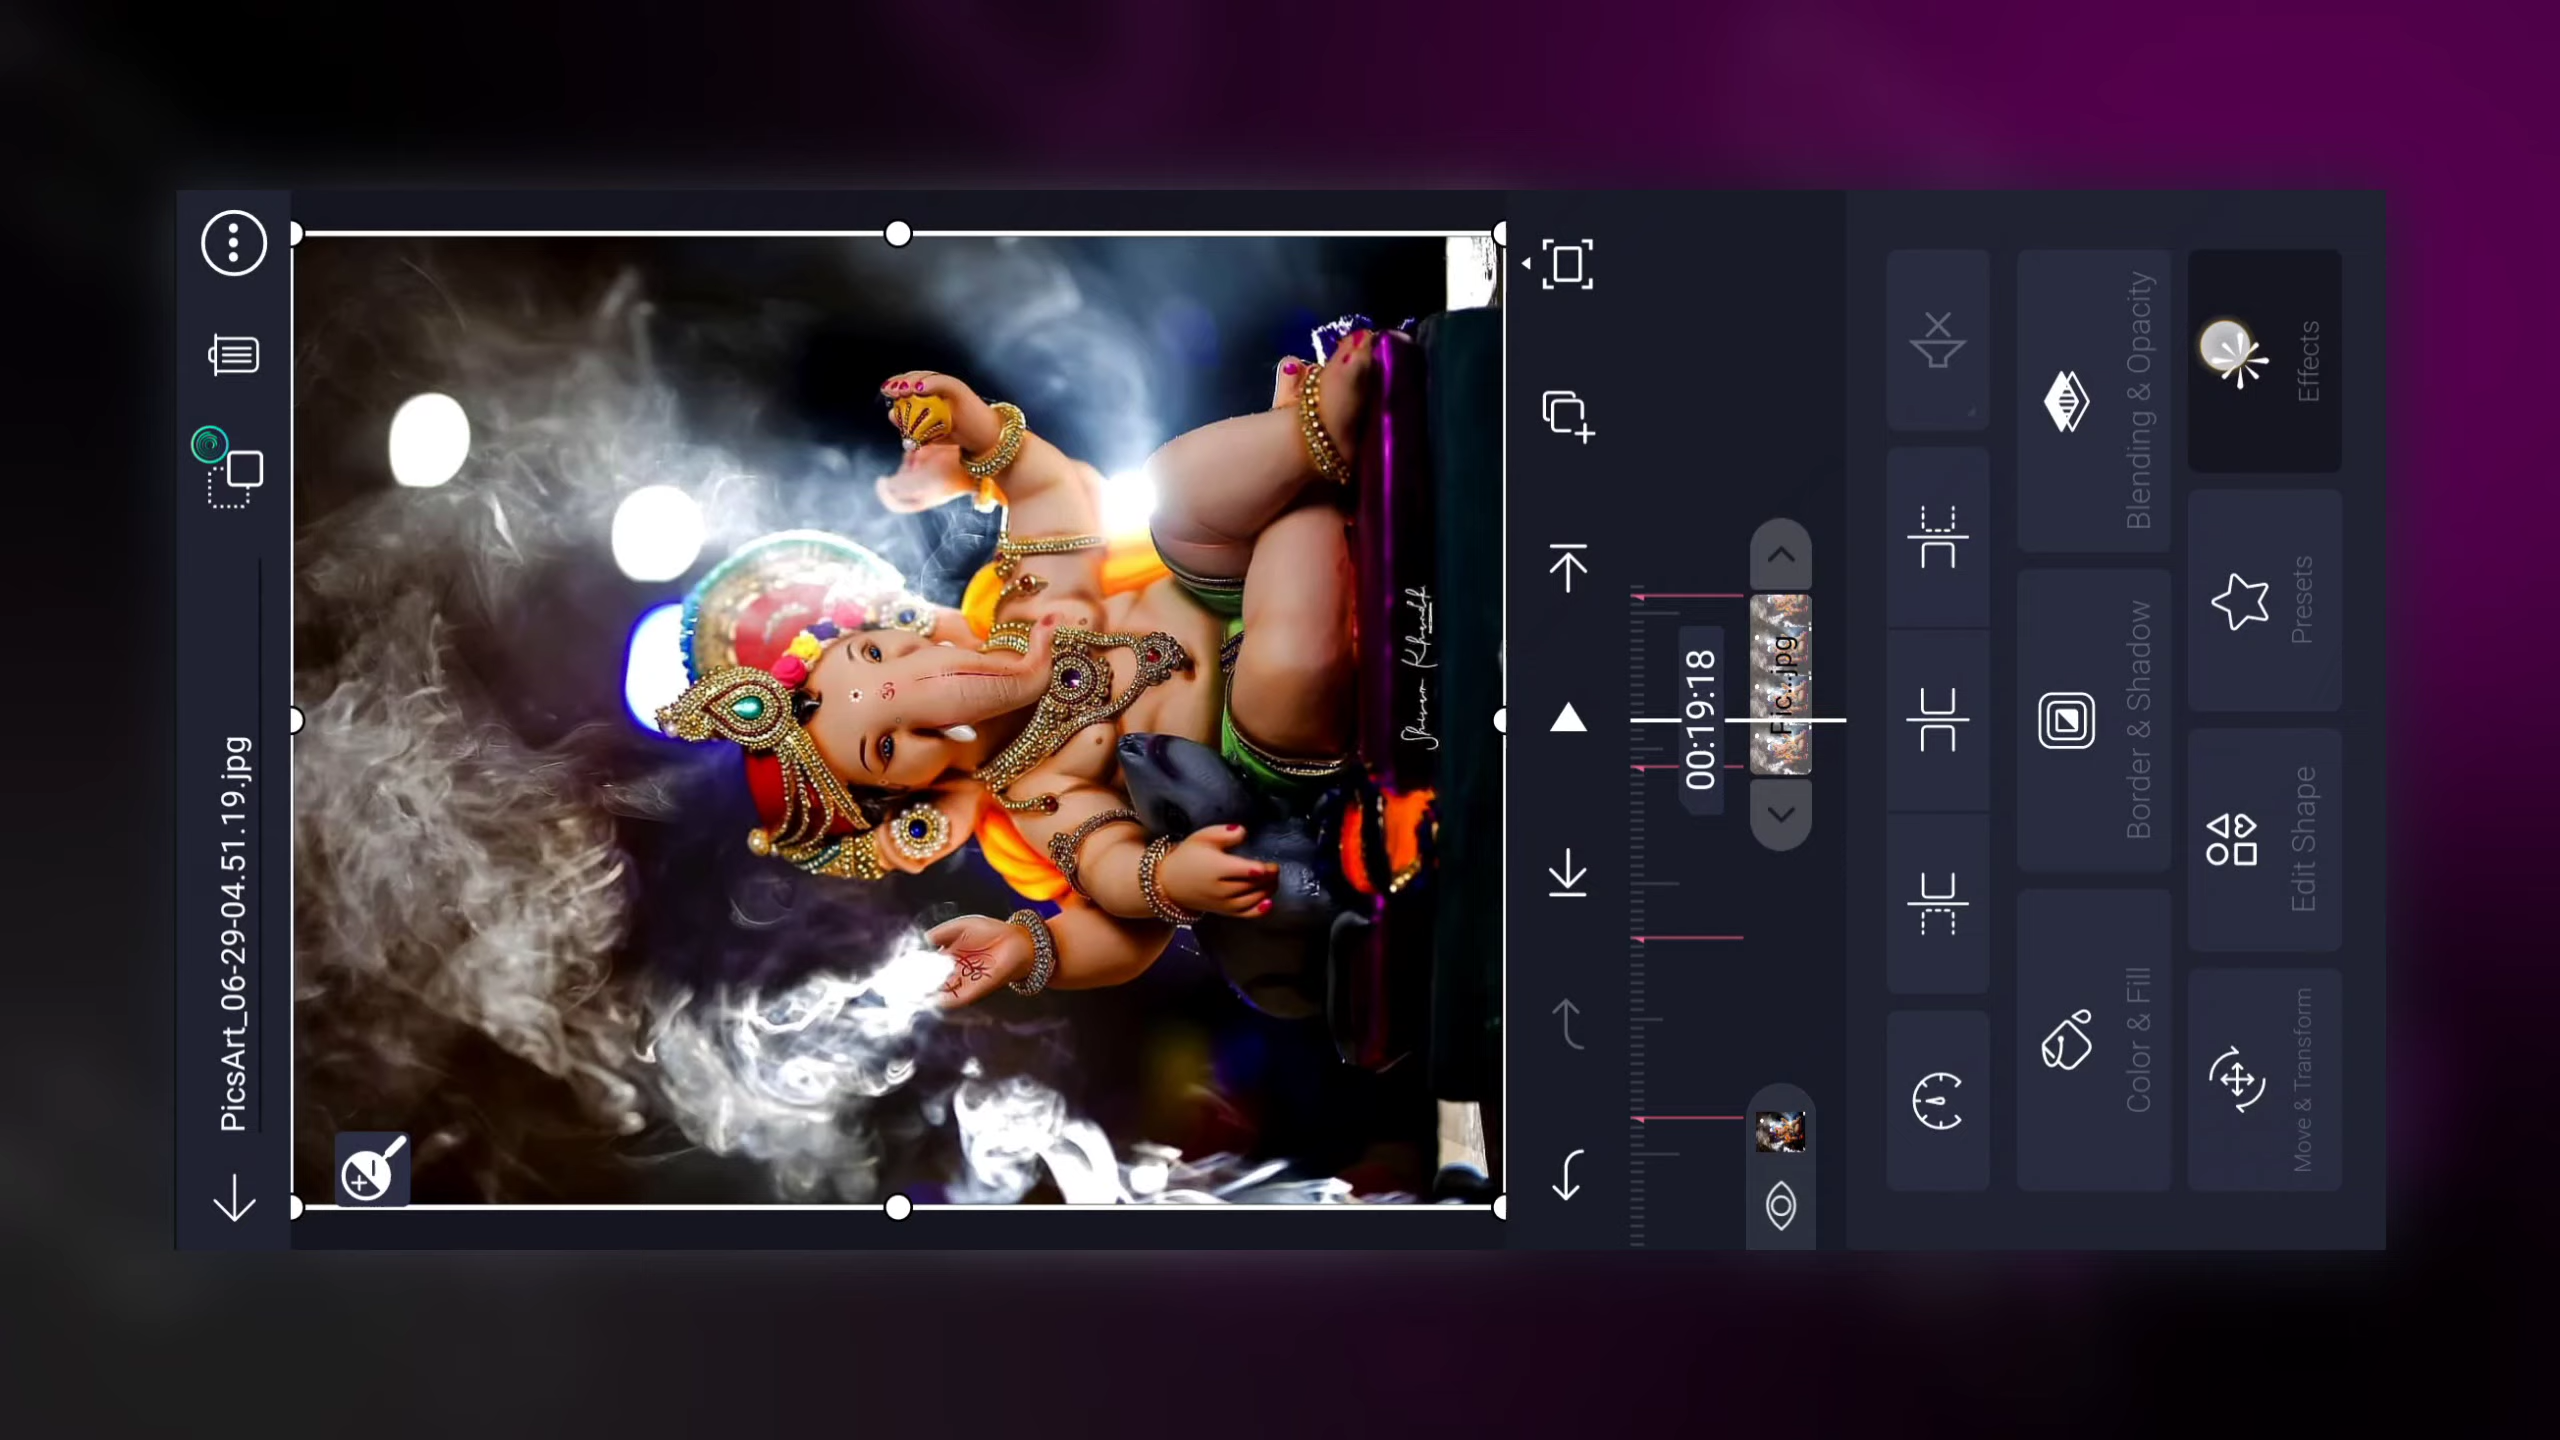 PicsArt_06-29-04.51.19.jpg
00:19:18
Pic...jpg
Color & Fill
Border & Shadow
Blending & Opacity
Move & Transform
Edit Shape
Presets
Effects